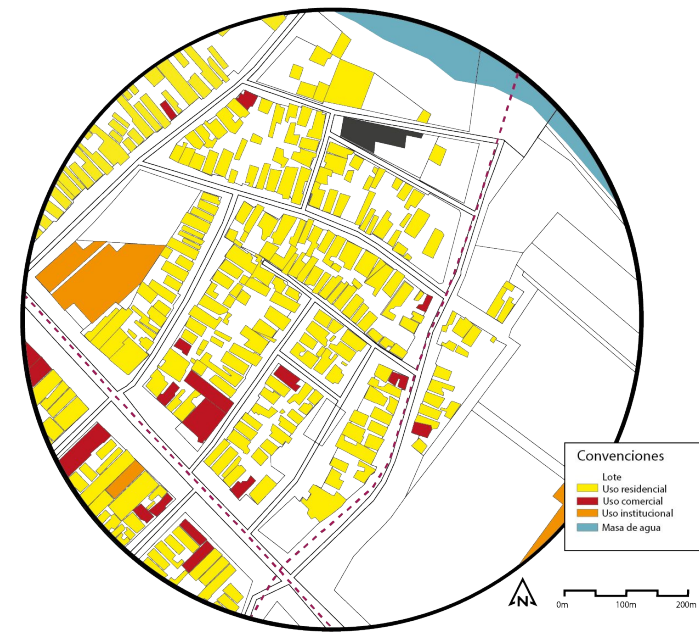 Convenciones
Lote
Uso residencial
Uso comercial
Uso institucional
Masa de agua
N
0m 100m 200m